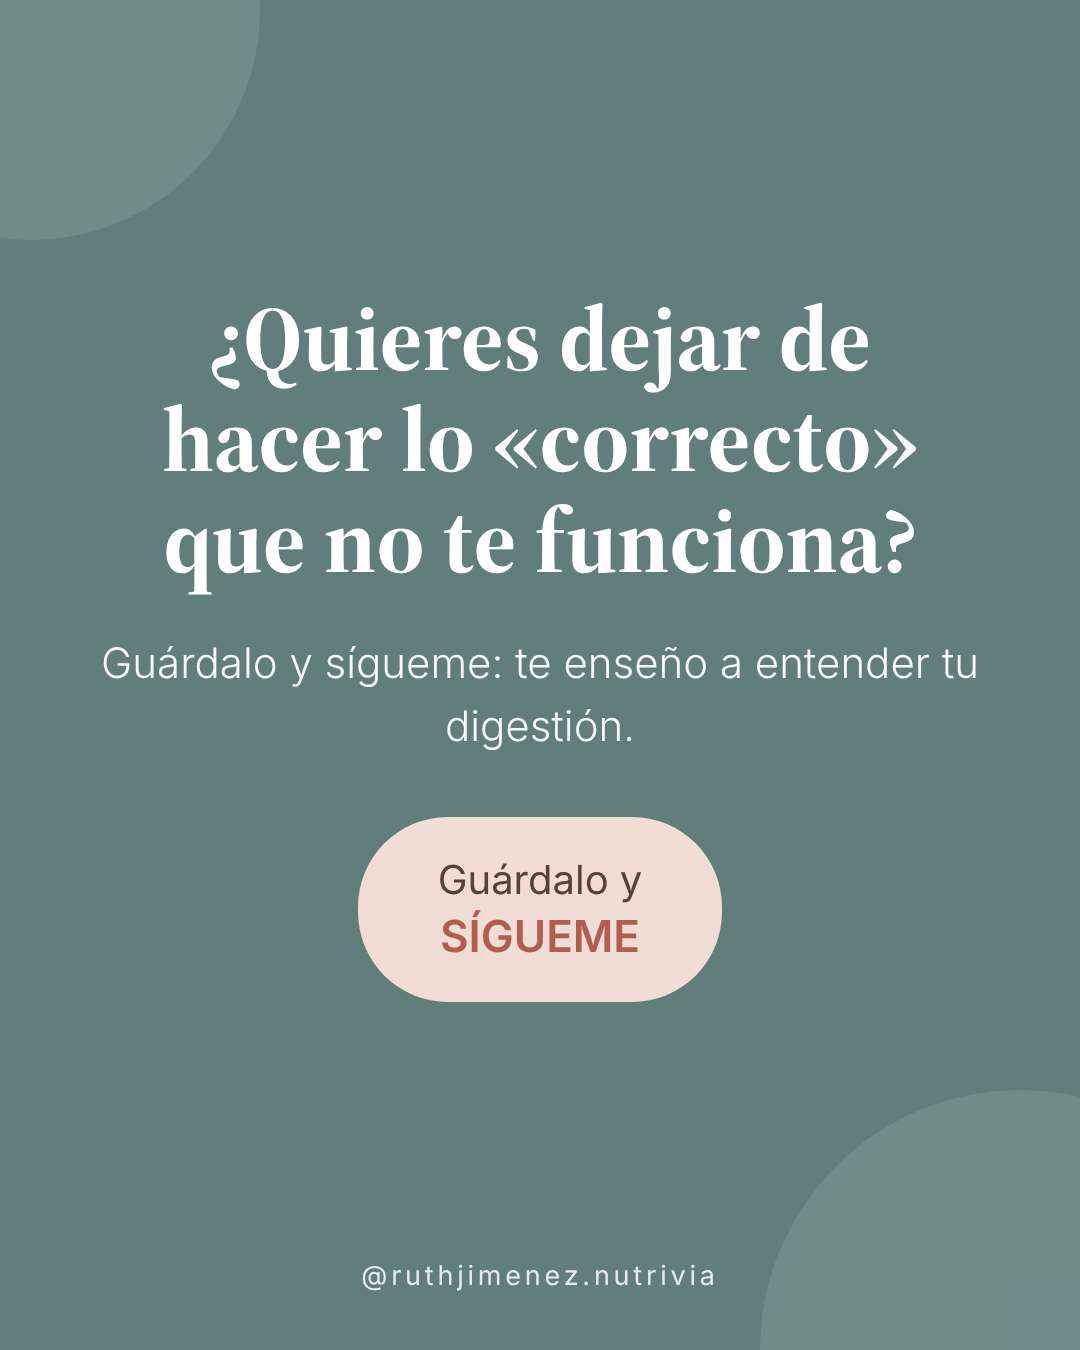 ¿Quieres dejar de
hacer lo «correcto»
que no te funciona?
Guárdalo y sígueme: te enseño a entender tu
digestión.
Guárdalo y
SÍGUEME
@ruthjimenez.nutrivia